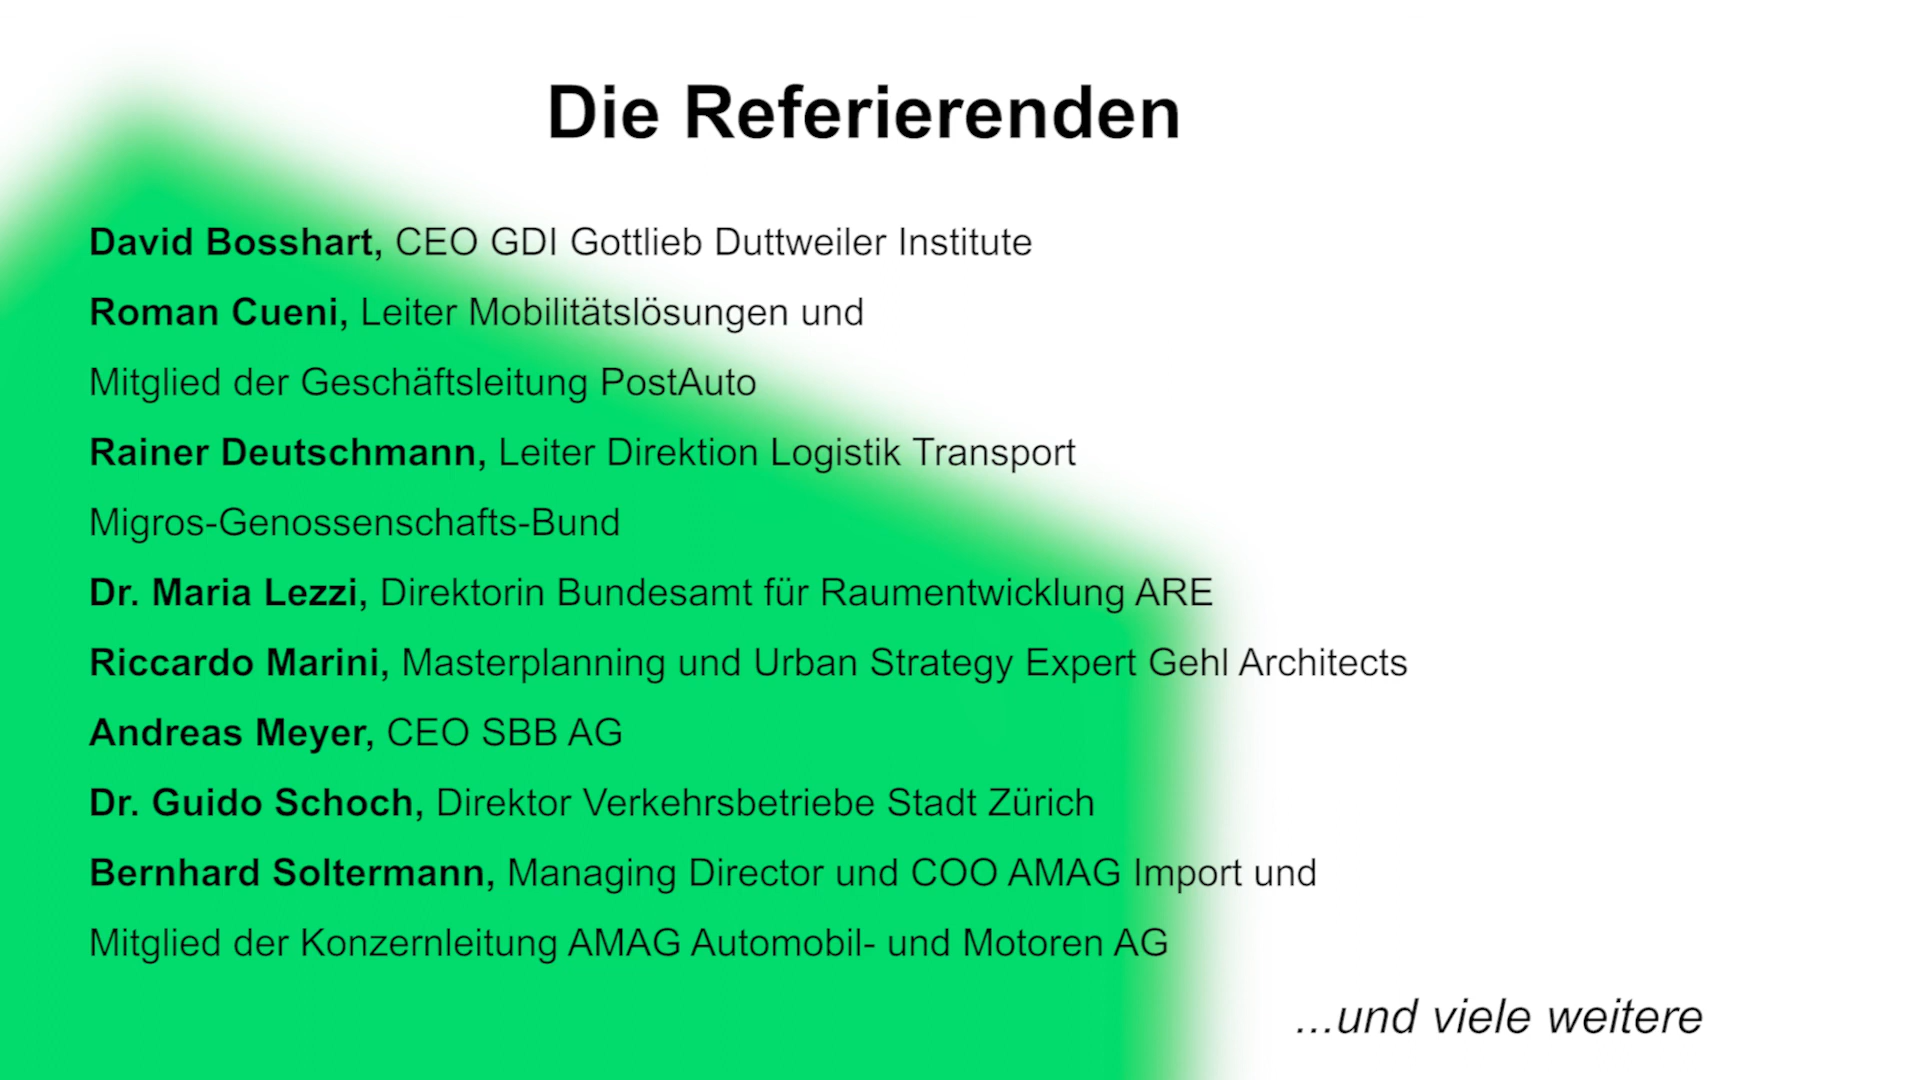 Die Referierenden
David Bosshart, CEO GDI Gottlieb Duttweiler Institute
Roman Cueni, Leiter Mobilitätslösungen und
Mitglied der Geschäftsleitung PostAuto
Rainer Deutschmann, Leiter Direktion Logistik Transport
Migros-Genossenschafts-Bund
Dr. Maria Lezzi, Direktorin Bundesamt für Raumentwicklung ARE
Riccardo Marini, Masterplanning und Urban Strategy Expert Gehl Architects
Andreas Meyer, CEO SBB AG
Dr. Guido Schoch, Direktor Verkehrsbetriebe Stadt Zürich
Bernhard Soltermann, Managing Director und COO AMAG Import und
Mitglied der Konzernleitung AMAG Automobil- und Motoren AG
...und viele weitere